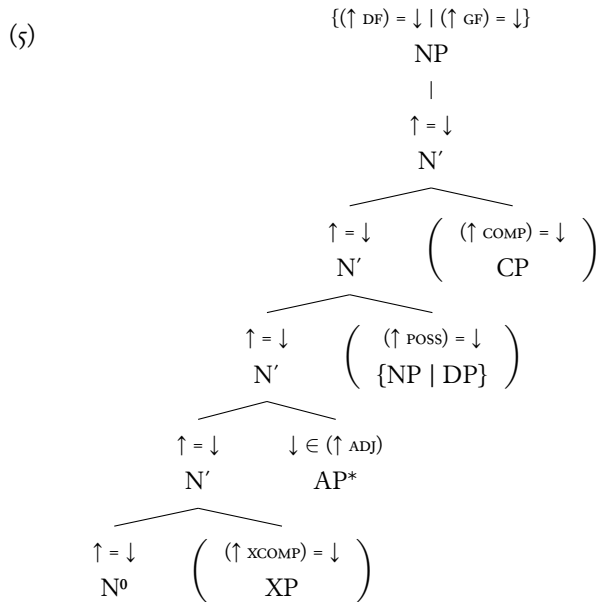 (5)
{(↑ DF) = ↓ | (↑ GF) = ↓}
NP
↑ = ↓
N′
↑ = ↓ ( (↑ COMP) = ↓ )
N′ CP
↑ = ↓ ( (↑ POSS) = ↓ )
N′ {NP | DP}
↑ = ↓ ↓ ∈ (↑ ADJ)
N′ AP*
↑ = ↓ ( (↑ XCOMP) = ↓ )
N⁰ XP